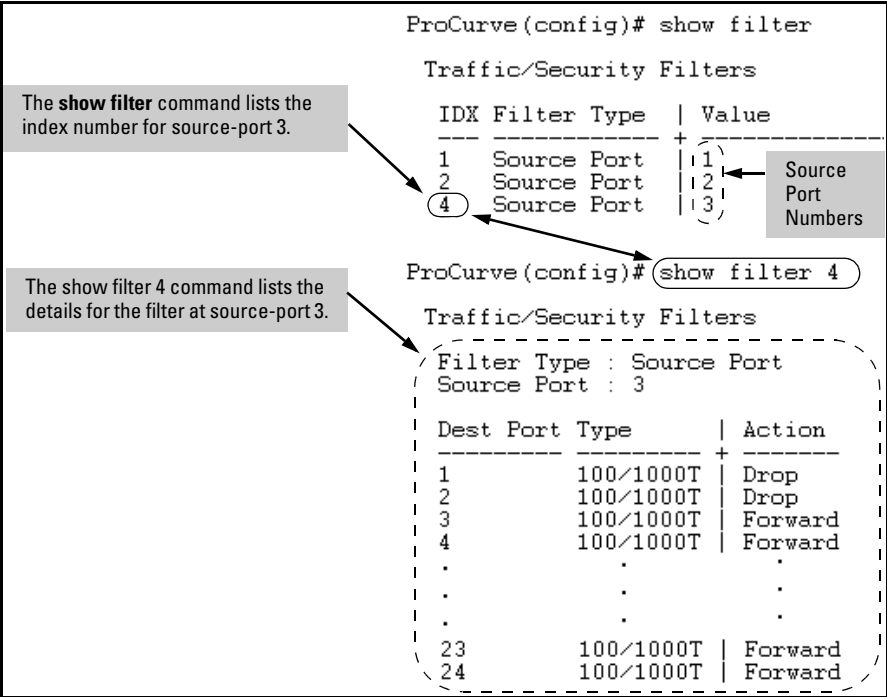 ProCurve(config)# show filter
Traffic/Security Filters
The show filter command lists the
index number for source-port 3.
IDX Filter Type | Value
--- ------------ + ---------------
1 Source Port | 1
2 Source Port | 2
4 Source Port | 3
Source
Port
Numbers
ProCurve(config)# show filter 4
The show filter 4 command lists the
details for the filter at source-port 3.
Traffic/Security Filters
Filter Type : Source Port
Source Port : 3
Dest Port Type | Action
--------- --------- + -------
1 100/1000T | Drop
2 100/1000T | Drop
3 100/1000T | Forward
4 100/1000T | Forward
. . .
. . .
. . .
23 100/1000T | Forward
24 100/1000T | Forward